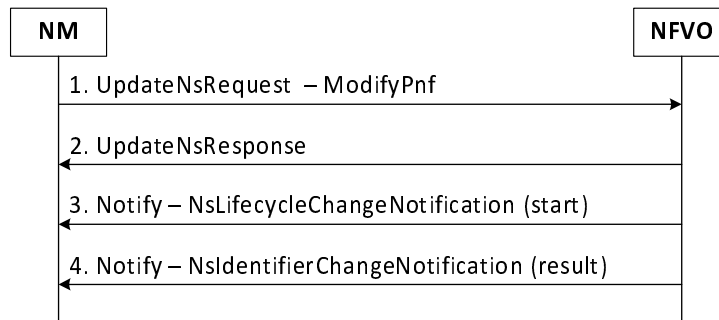 NM
NFVO
1. UpdateNsRequest – ModifyPnf
2. UpdateNsResponse
3. Notify – NsLifecycleChangeNotification (start)
4. Notify – NsIdentifierChangeNotification (result)